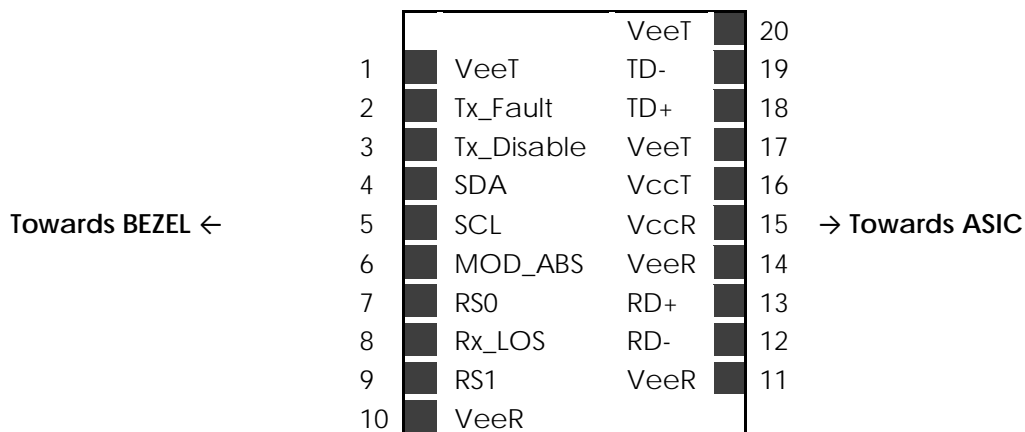 VeeT 20
1 VeeT TD- 19
2 Tx_Fault TD+ 18
3 Tx_Disable VeeT 17
4 SDA VccT 16
Towards BEZEL ← 5 SCL VccR 15 → Towards ASIC
6 MOD_ABS VeeR 14
7 RS0 RD+ 13
8 Rx_LOS RD- 12
9 RS1 VeeR 11
10 VeeR